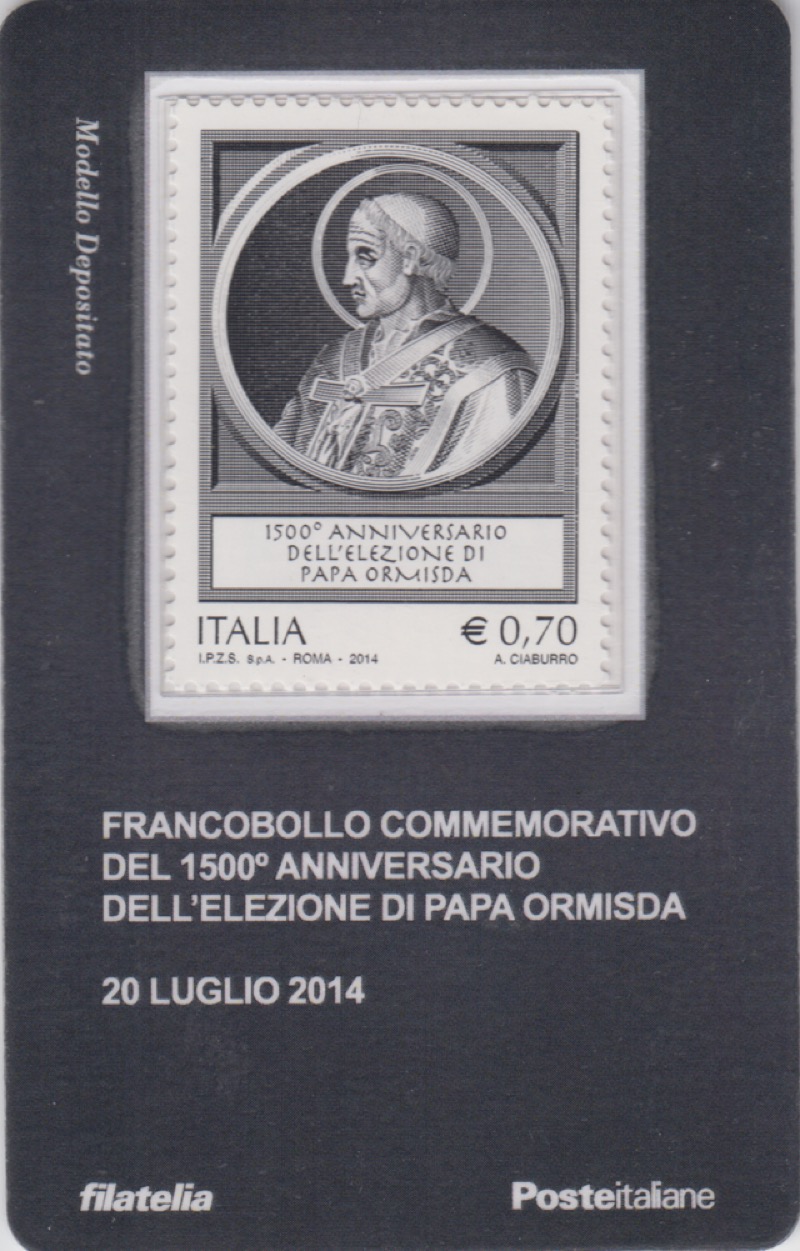 Modello Depositato
1500° ANNIVERSARIO
DELL'ELEZIONE DI
PAPA ORMISDA
ITALIA € 0,70
I.P.Z.S. S.p.A. - ROMA - 2014 A. CIABURRO
FRANCOBOLLO COMMEMORATIVO
DEL 1500° ANNIVERSARIO
DELL'ELEZIONE DI PAPA ORMISDA
20 LUGLIO 2014
filatelia Posteitaliane